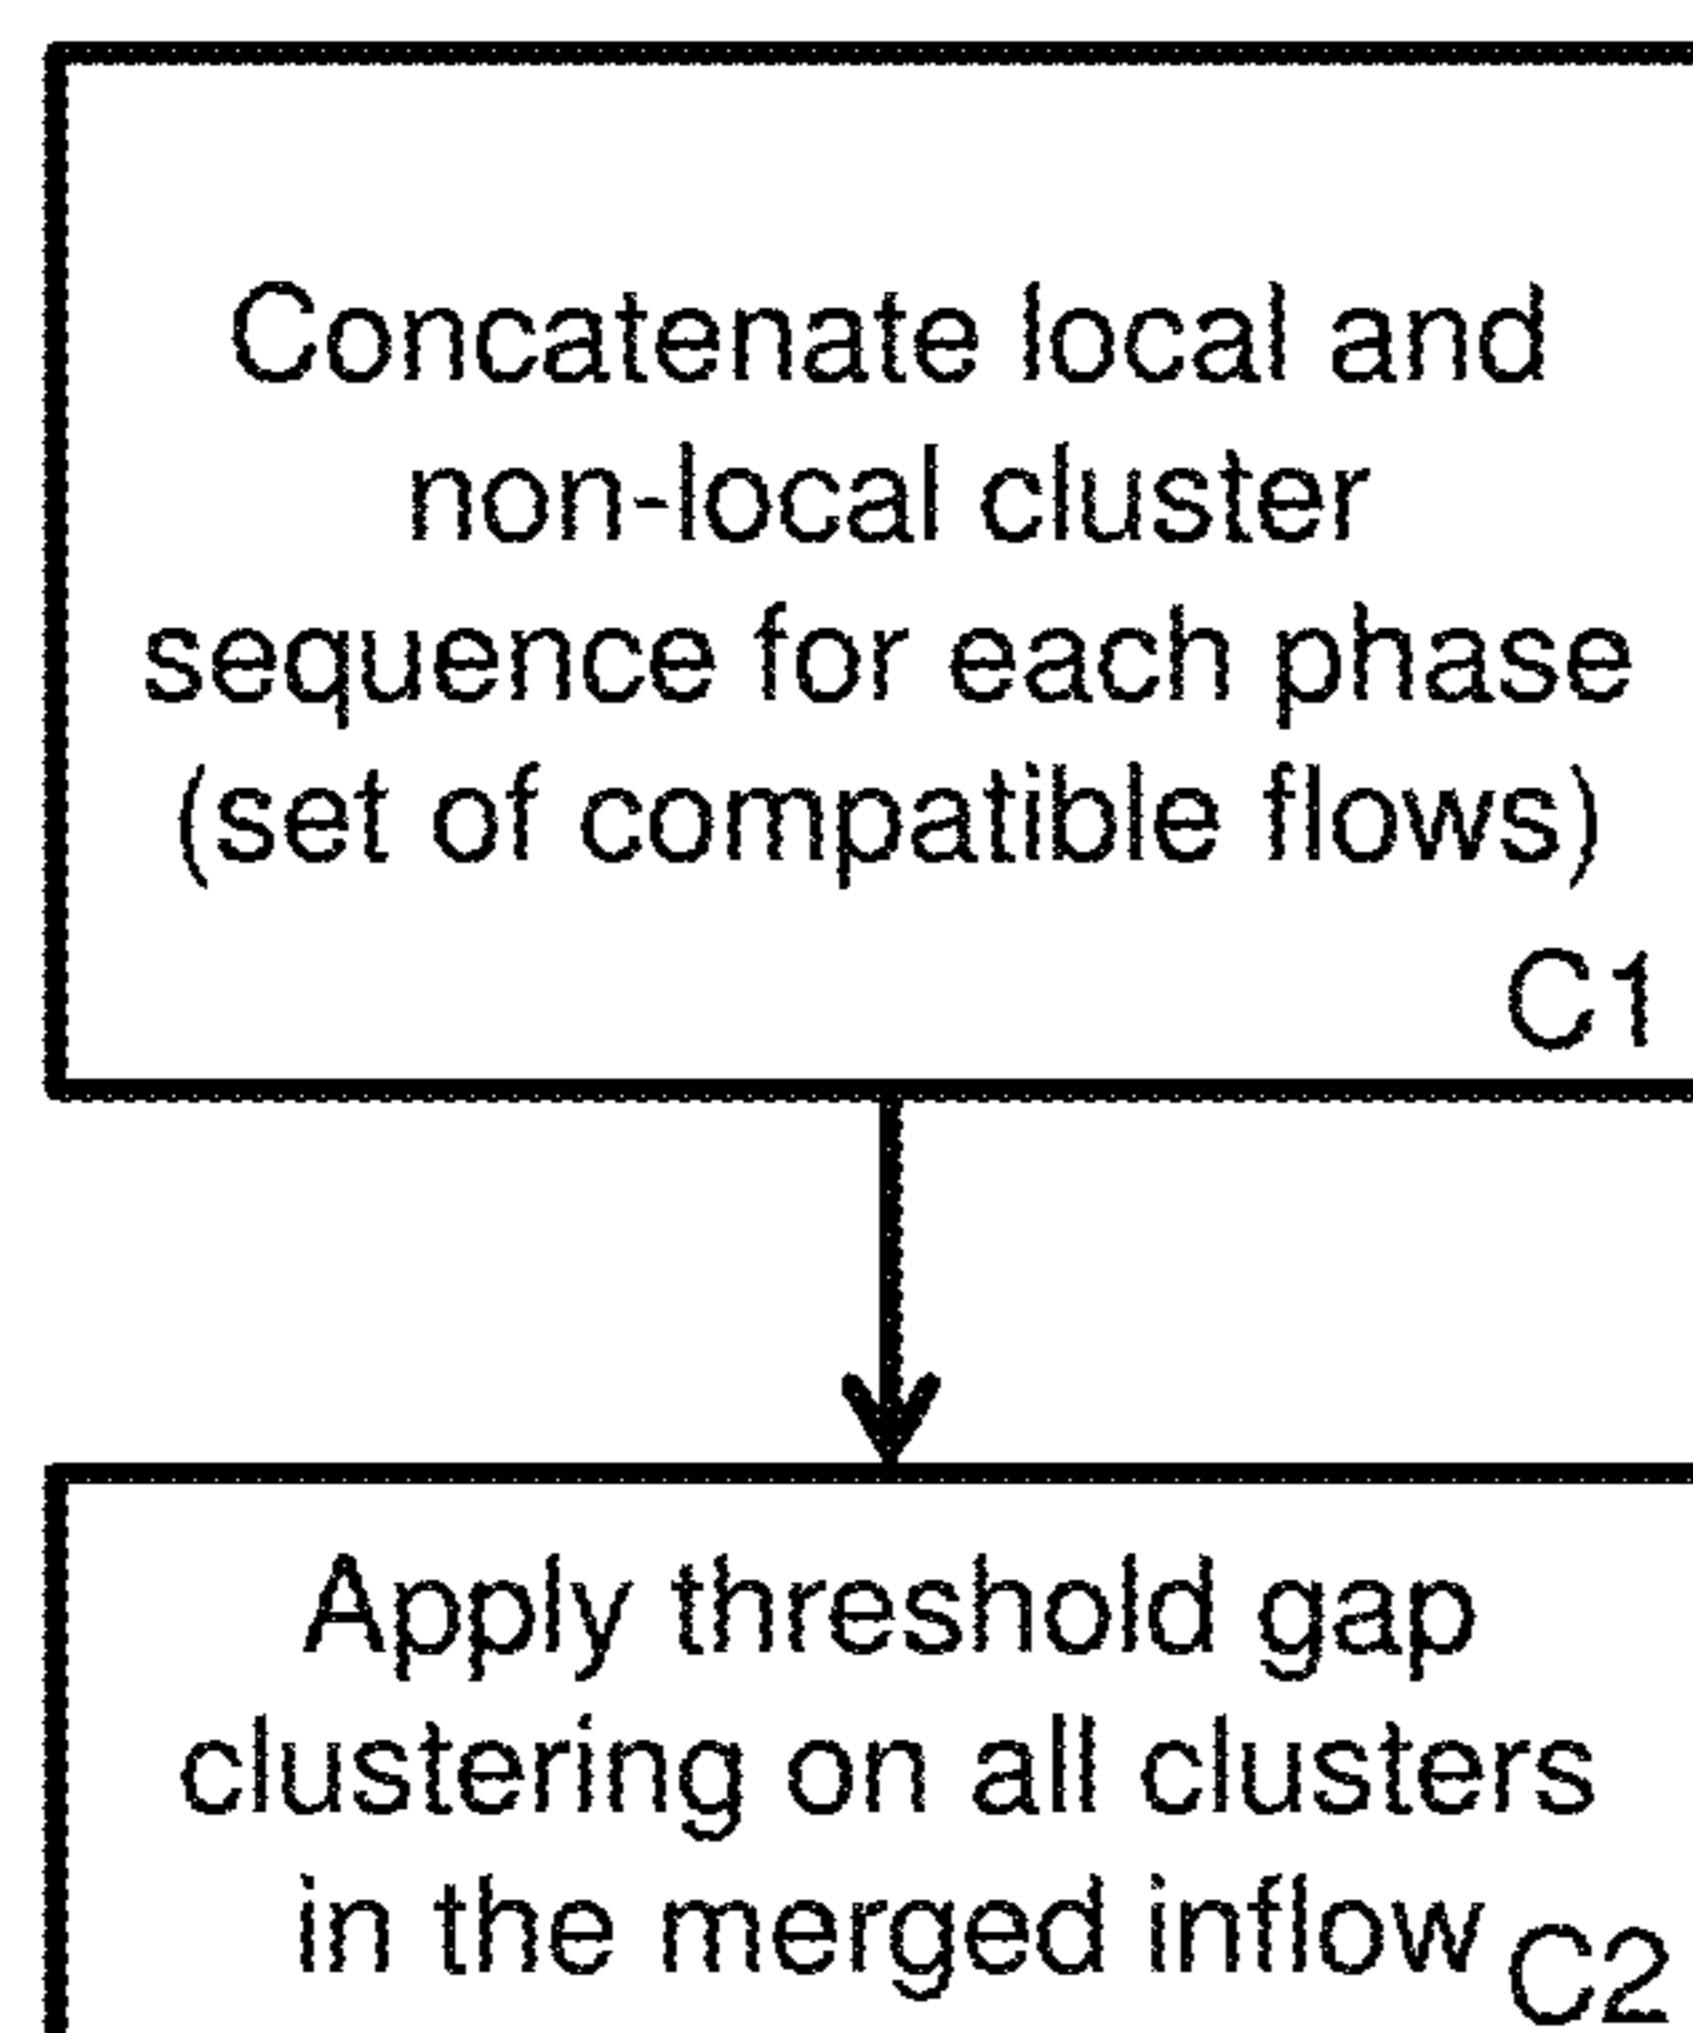 Concatenate local and
non-local cluster
sequence for each phase
(set of compatible flows)
C1
Apply threshold gap
clustering on all clusters
in the merged inflow
C2